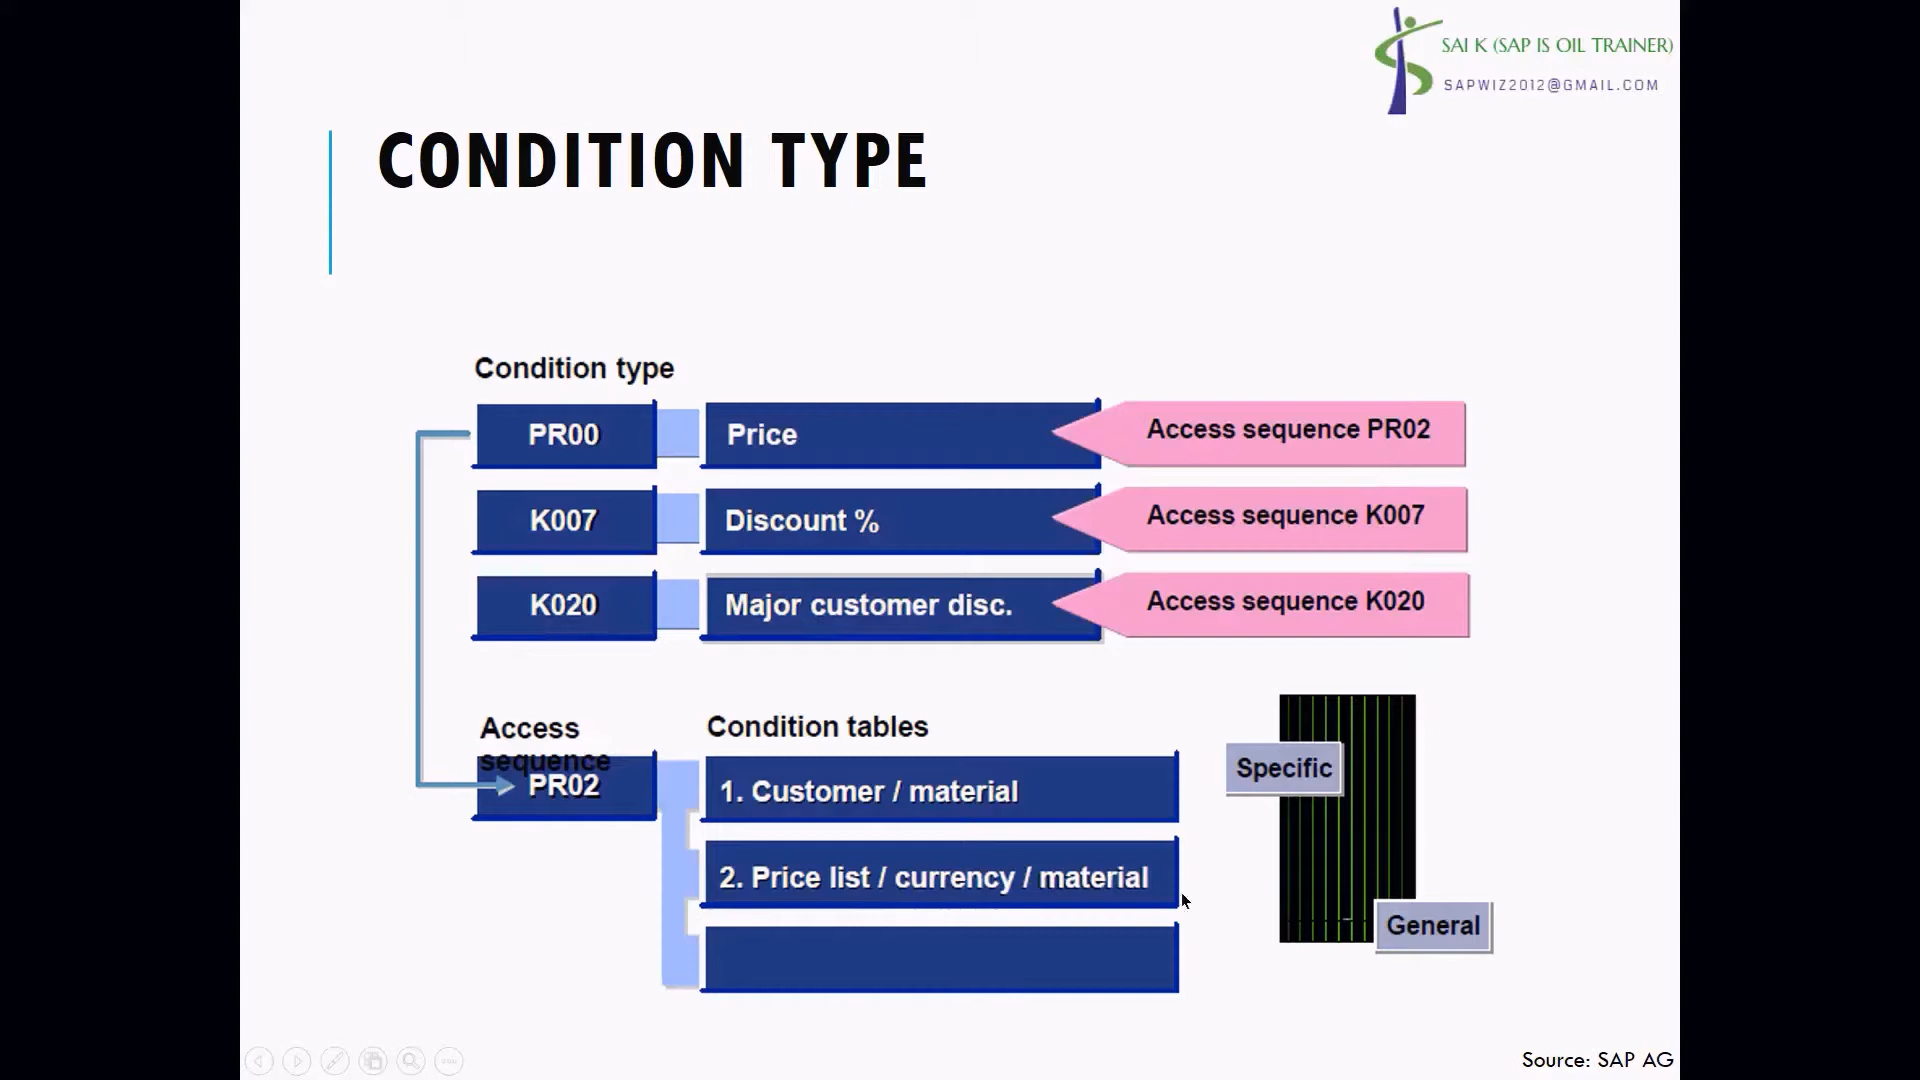 SAI K (SAP IS OIL TRAINER)
SAPWIZ2012@GMAIL.COM
CONDITION TYPE
Condition type
PR00
Price
Access sequence PR02
K007
Discount %
Access sequence K007
K020
Major customer disc.
Access sequence K020
Access
sequence
PR02
Condition tables
1. Customer / material
2. Price list / currency / material
Specific
General
Source: SAP AG